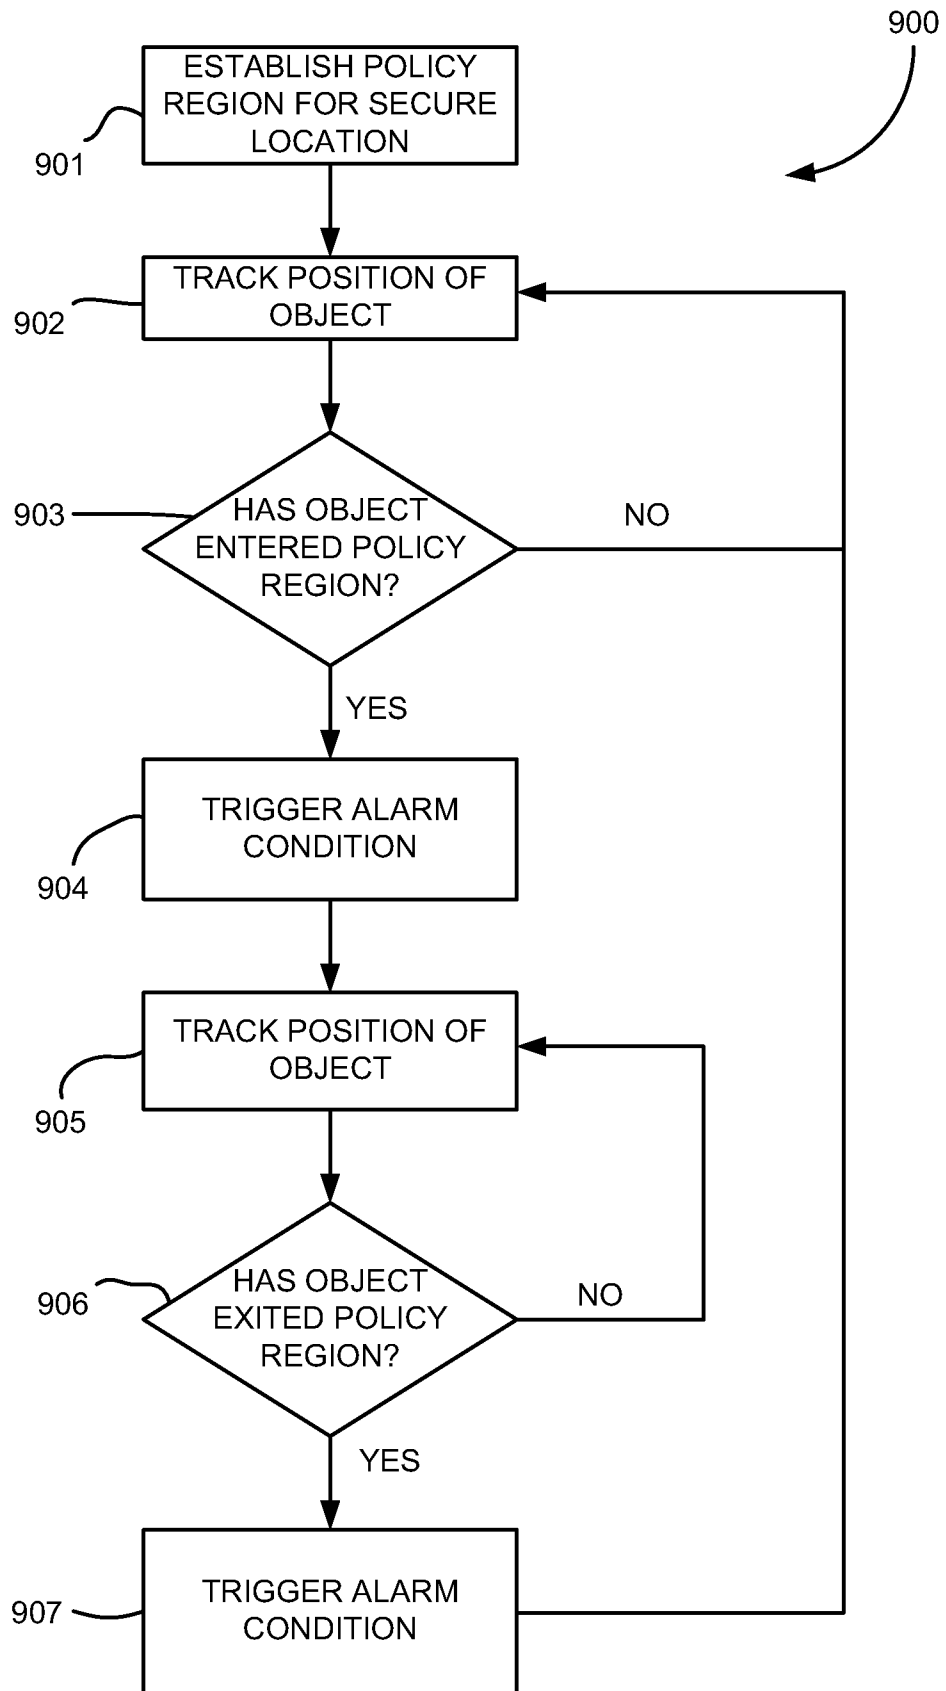 900
ESTABLISH POLICY
REGION FOR SECURE
LOCATION
901
TRACK POSITION OF
OBJECT
902
903
HAS OBJECT
ENTERED POLICY
REGION?
NO
YES
TRIGGER ALARM
CONDITION
904
TRACK POSITION OF
OBJECT
905
HAS OBJECT
EXITED POLICY
REGION?
906
NO
YES
TRIGGER ALARM
CONDITION
907